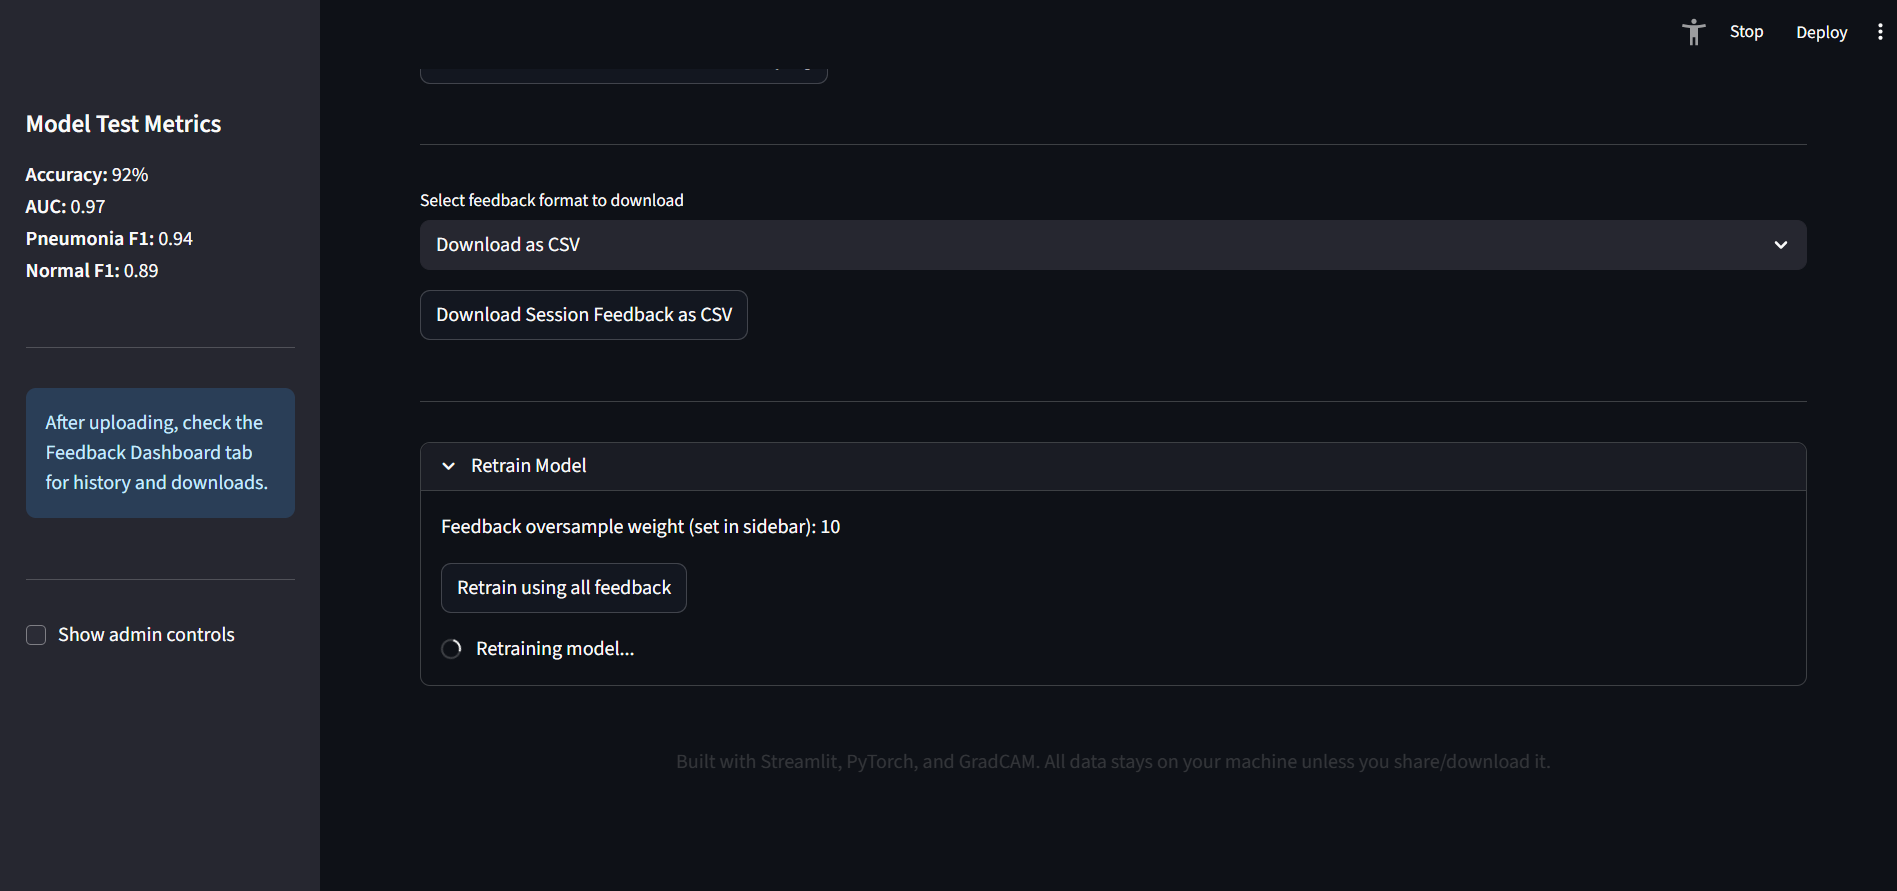 Stop
Deploy
Model Test Metrics
Accuracy: 92%
AUC: 0.97
Pneumonia F1: 0.94
Normal F1: 0.89
After uploading, check the
Feedback Dashboard tab
for history and downloads.
Show admin controls
Select feedback format to download
Download as CSV
Download Session Feedback as CSV
Retrain Model
Feedback oversample weight (set in sidebar): 10
Retrain using all feedback
Retraining model...
Built with Streamlit, PyTorch, and GradCAM. All data stays on your machine unless you share/download it.